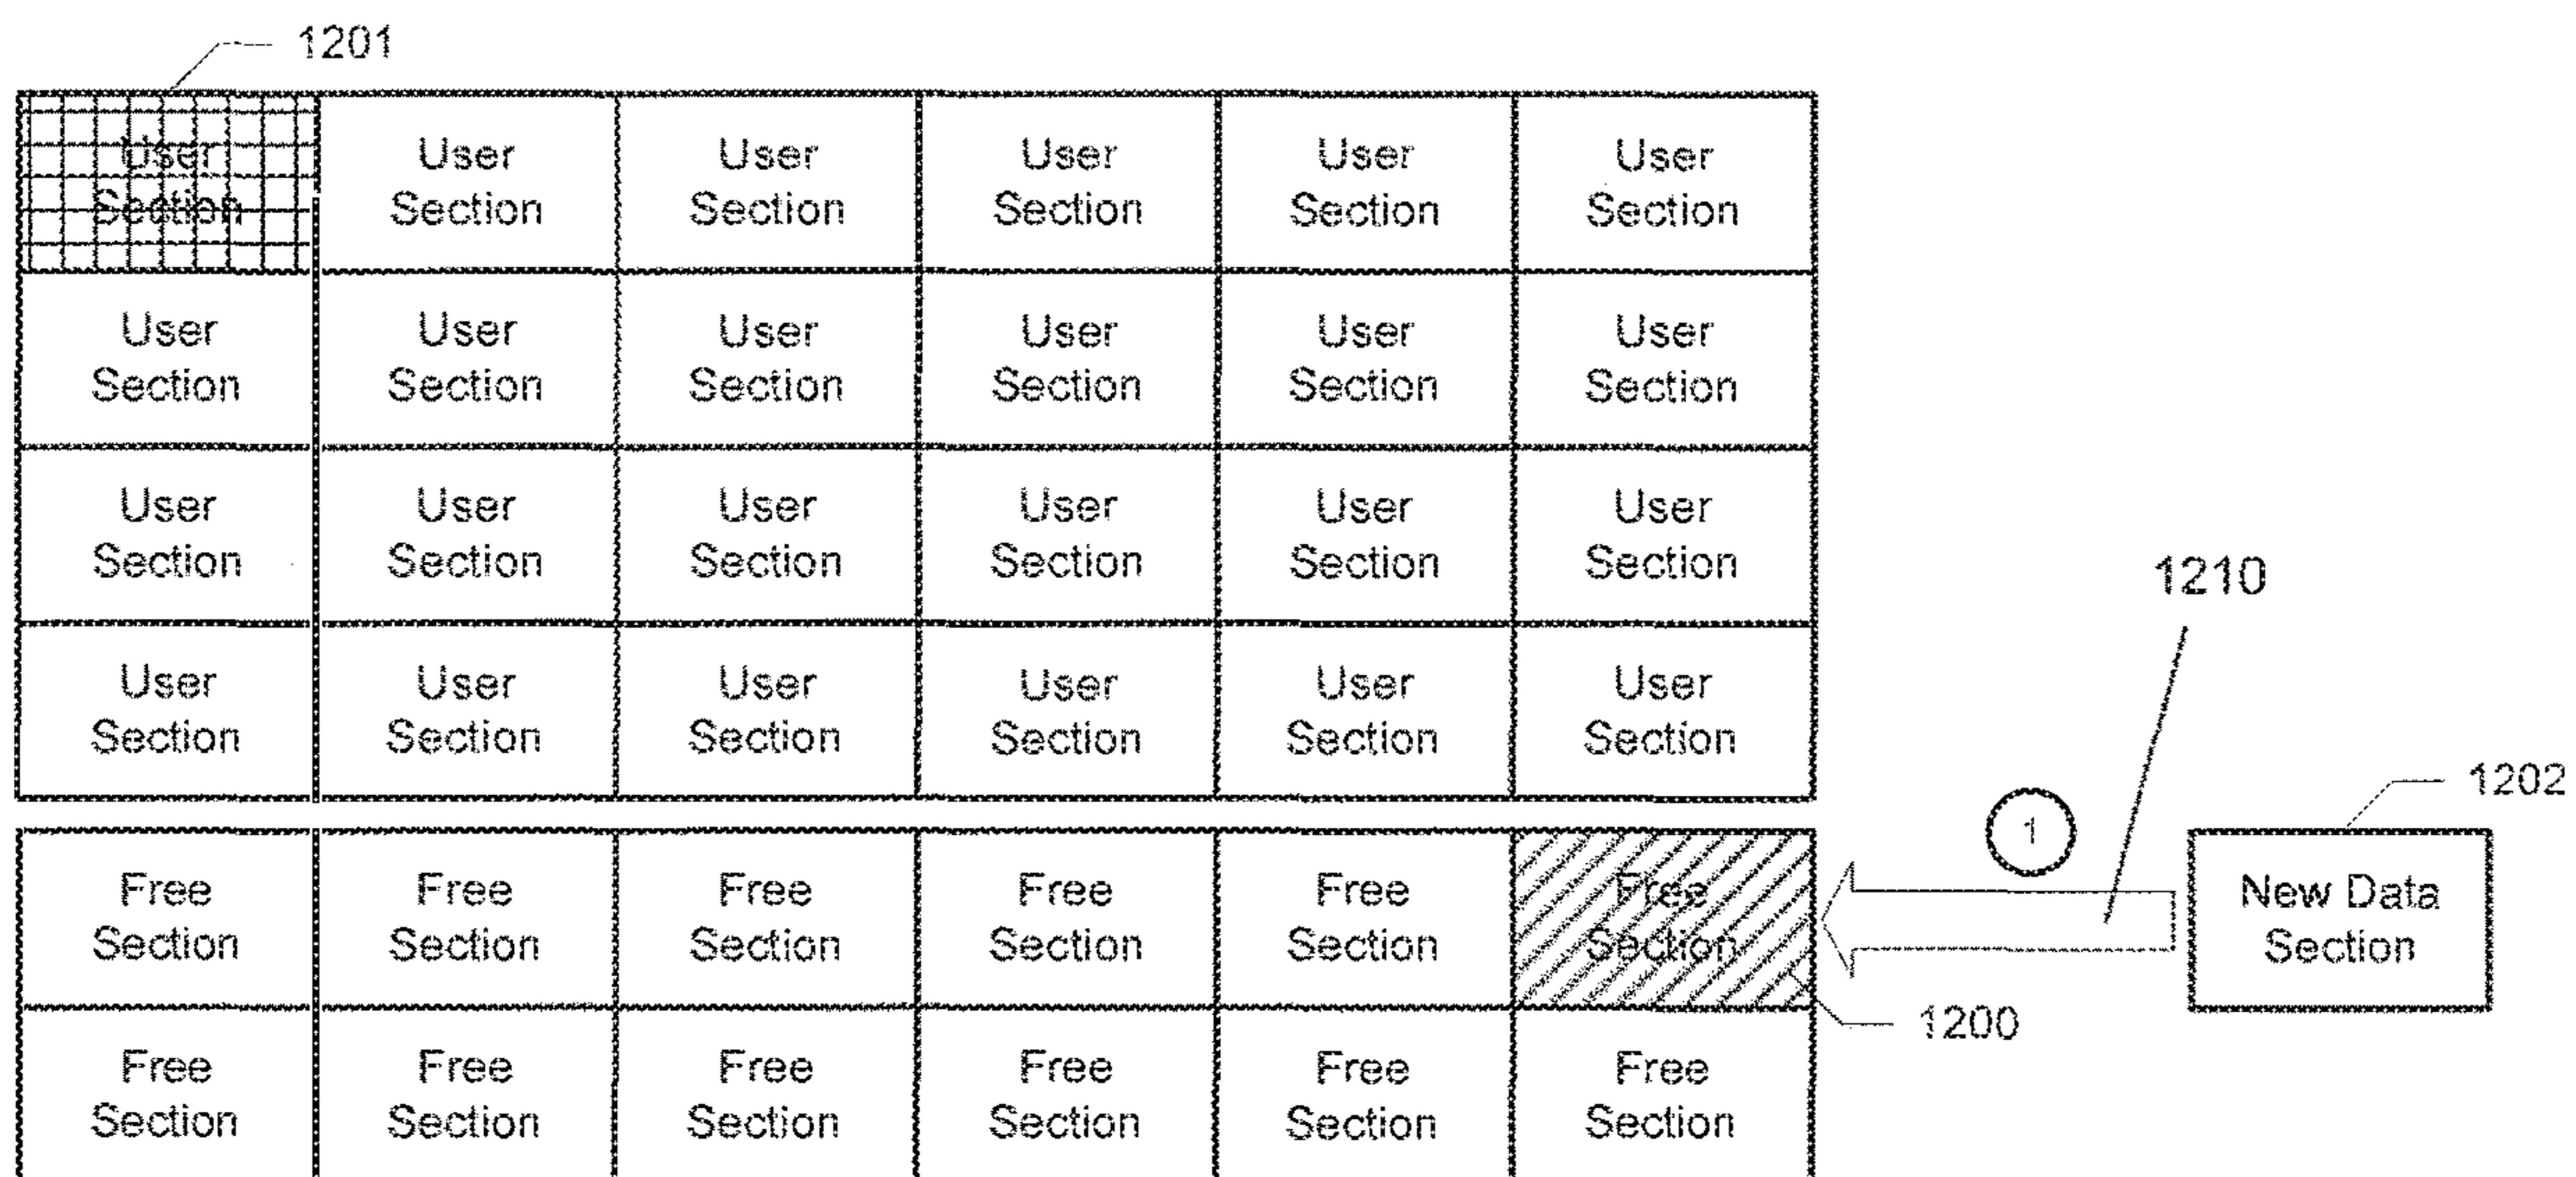 1201
User User User User User User
Section Section Section Section Section Section
User User User User User User
Section Section Section Section Section Section
User User User User User User
Section Section Section Section Section Section
1210
User User User User User User
Section Section Section Section Section Section
1202
1
Free Free Free Free Free Free New Data
Section Section Section Section Section Section Section
1200
Free Free Free Free Free Free
Section Section Section Section Section Section